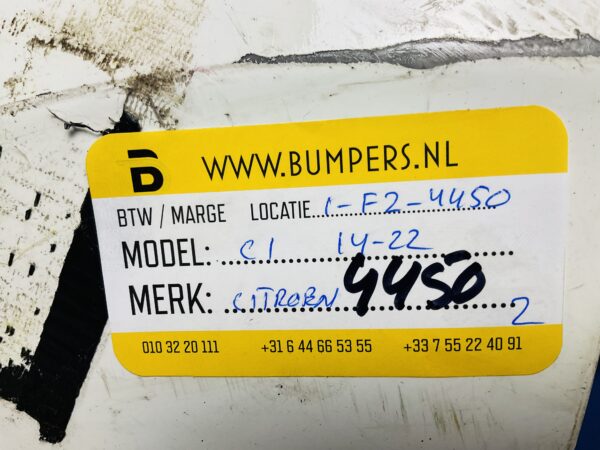 WWW.BUMPERS.NL
BTW / MARGE LOCATIE 1-F2-4450
MODEL: C1 14-22
MERK: CITROEN 4450
2
010 32 20 111 +31 6 44 66 53 55 +33 7 55 22 40 91